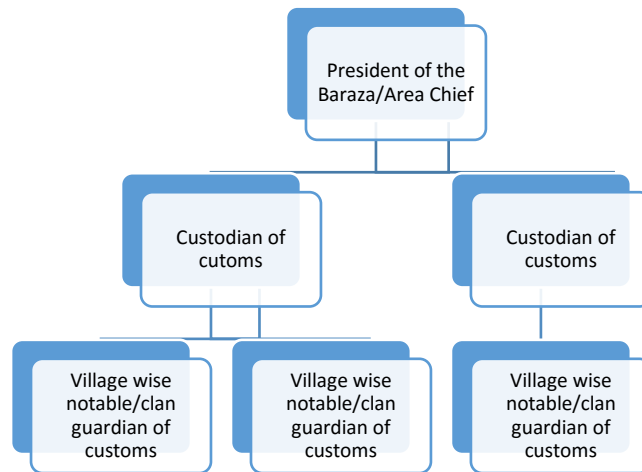 President of the
Baraza/Area Chief
Custodian of
cutoms
Custodian of
customs
Village wise
notable/clan
guardian of
customs
Village wise
notable/clan
guardian of
customs
Village wise
notable/clan
guardian of
customs